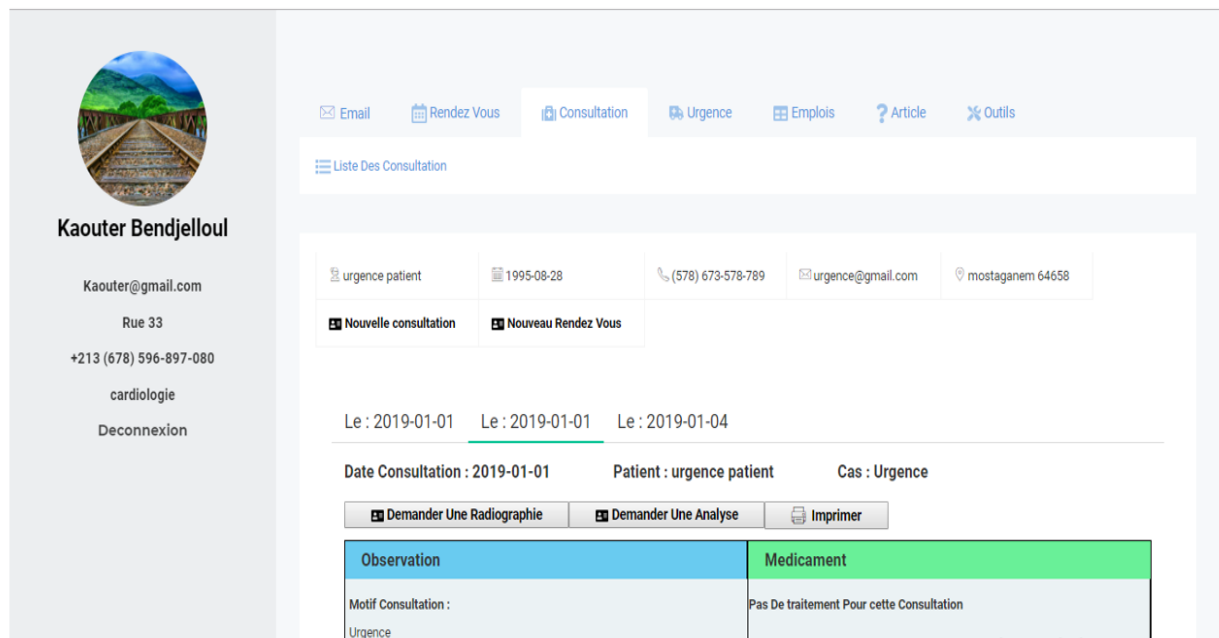 Kaouter Bendjelloul
Kaouter@gmail.com
Rue 33
+213 (678) 596-897-080
cardiologie
Deconnexion
Email Rendez Vous Consultation Urgence Emplois Article Outils
Liste Des Consultation
urgence patient 1995-08-28 (578) 673-578-789 urgence@gmail.com mostaganem 64658
Nouvelle consultation Nouveau Rendez Vous
Le : 2019-01-01 Le : 2019-01-01 Le : 2019-01-04
Date Consultation : 2019-01-01 Patient : urgence patient Cas : Urgence
Demander Une Radiographie Demander Une Analyse Imprimer
Observation Medicament
Motif Consultation : Pas De traitement Pour cette Consultation
Urgence